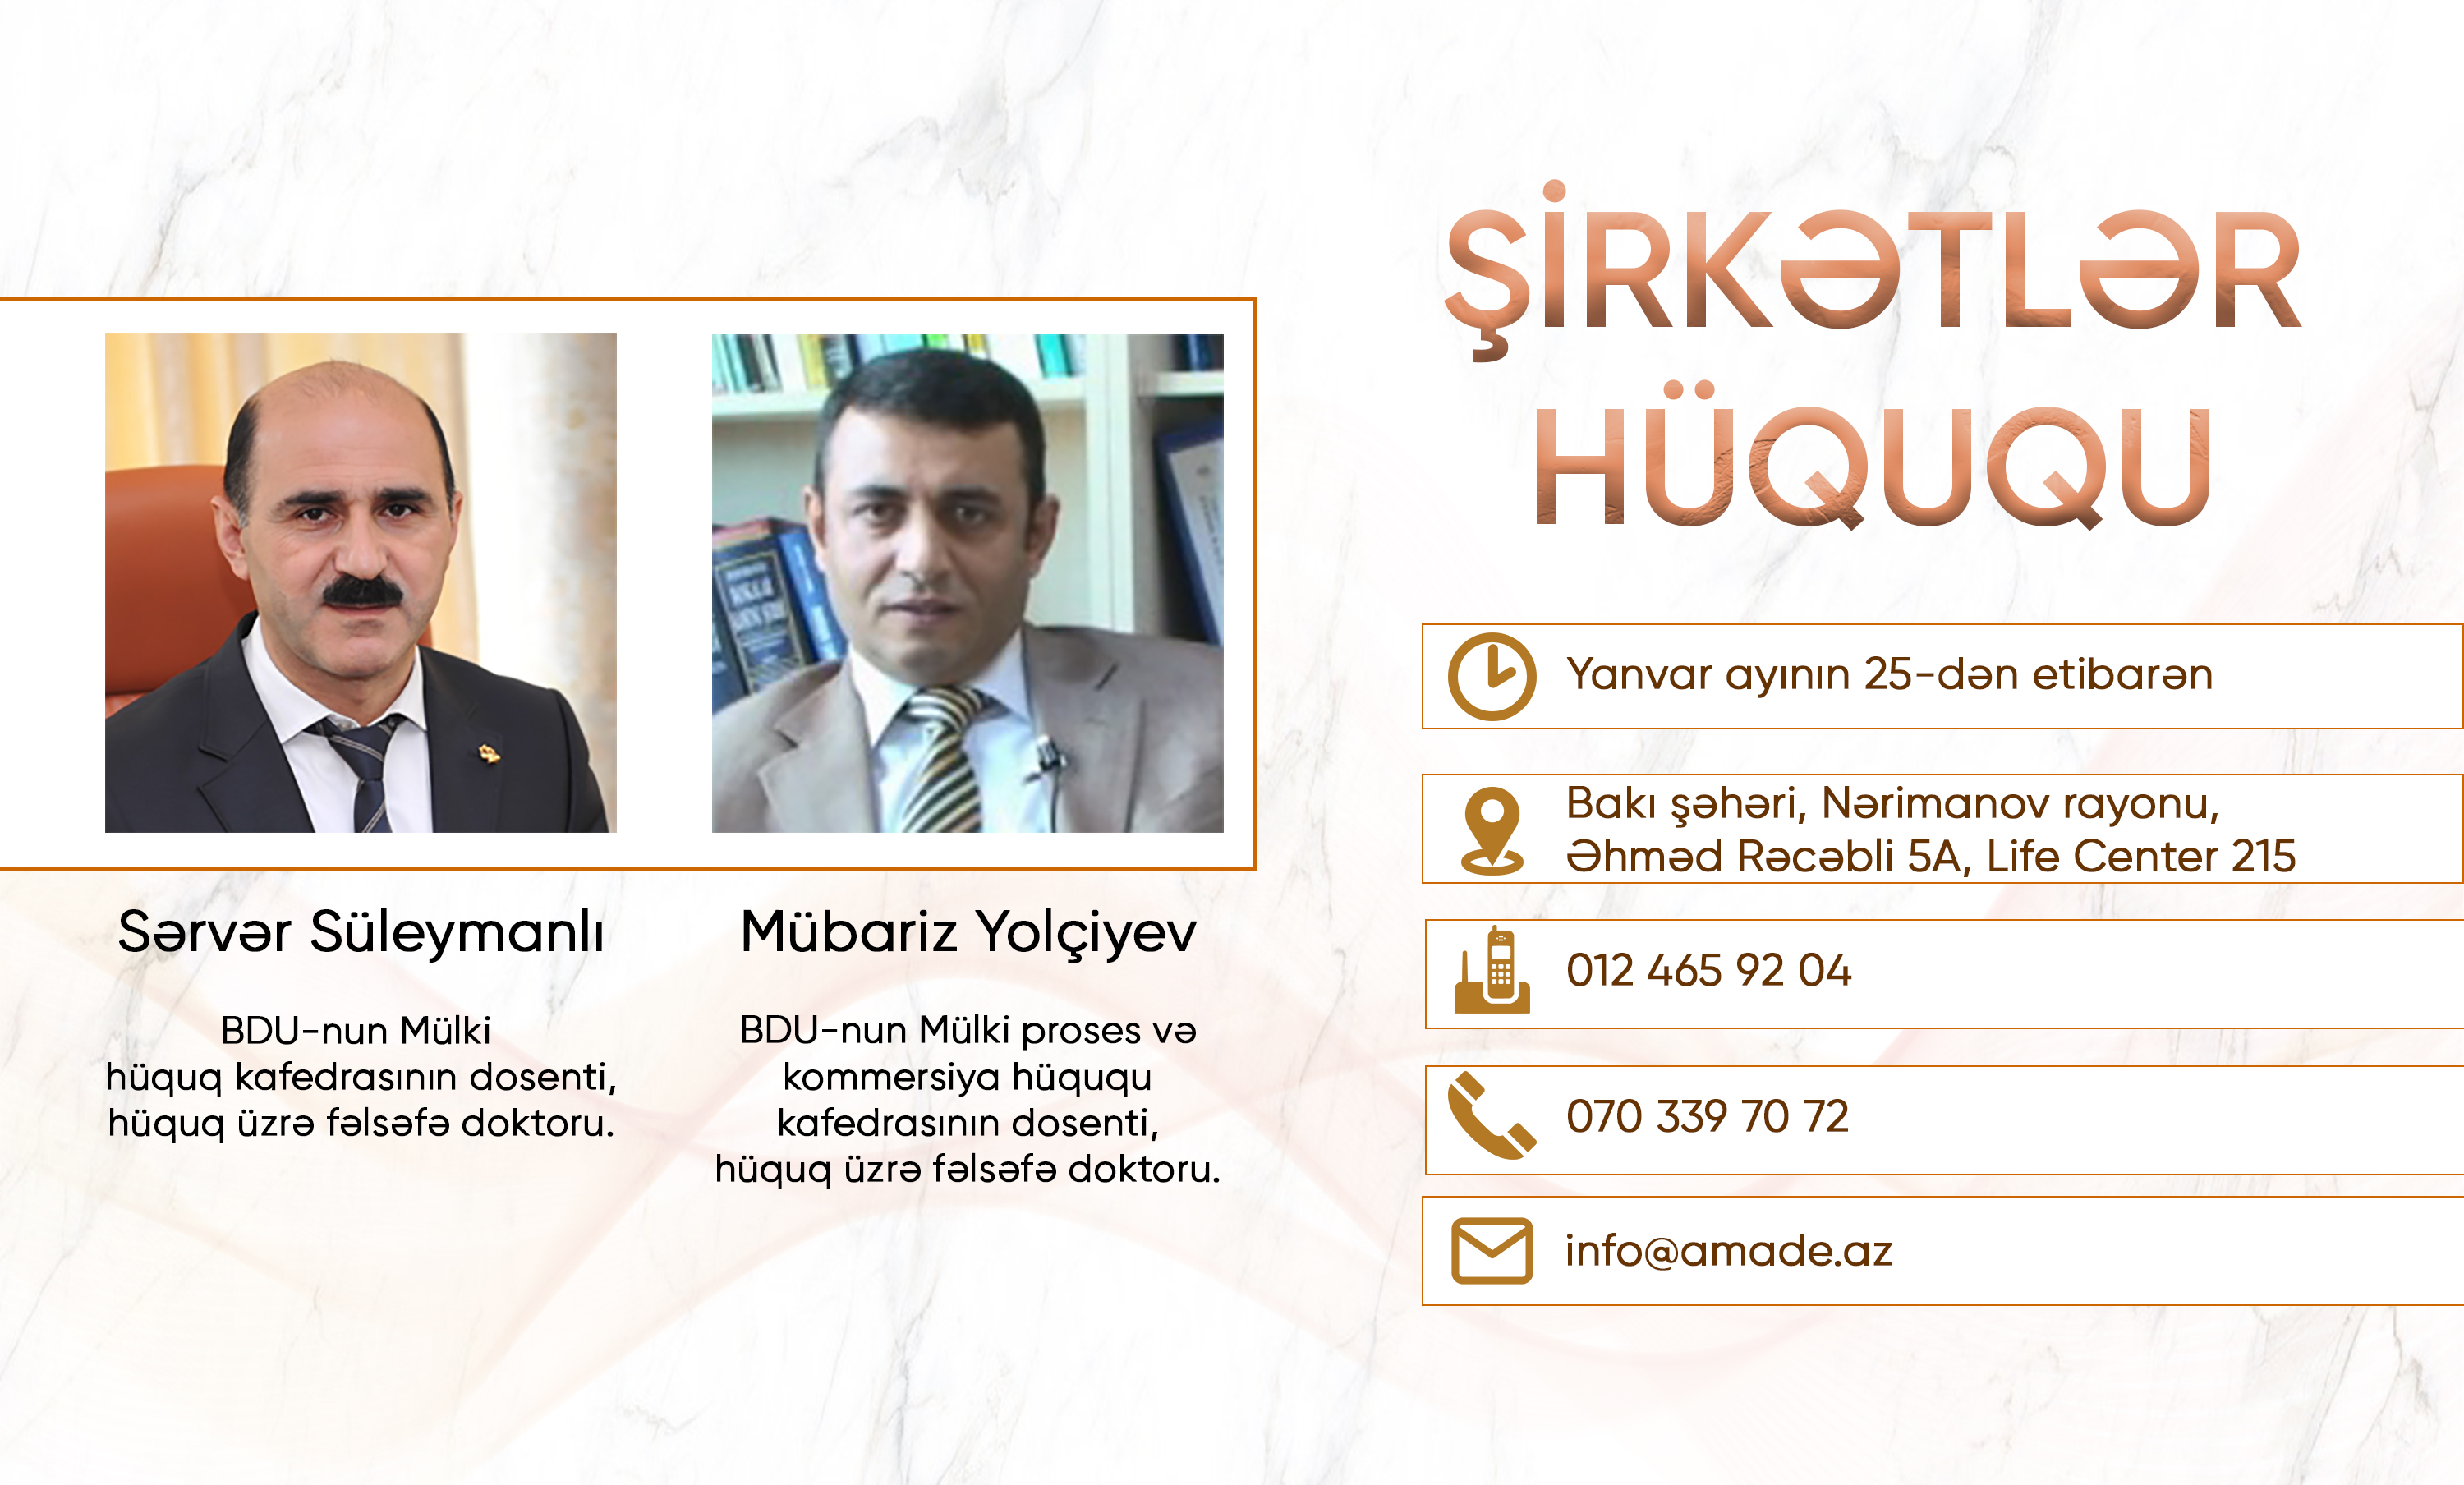 ŞİRKƏTLƏR
HÜQUQU
Sərvər Süleymanlı
BDU-nun Mülki
hüquq kafedrasının dosenti,
hüquq üzrə fəlsəfə doktoru.
Mübariz Yolçiyev
BDU-nun Mülki proses və
kommersiya hüququ
kafedrasının dosenti,
hüquq üzrə fəlsəfə doktoru.
Yanvar ayının 25-dən etibarən
Bakı şəhəri, Nərimanov rayonu,
Əhməd Rəcəbli 5A, Life Center 215
012 465 92 04
070 339 70 72
info@amade.az